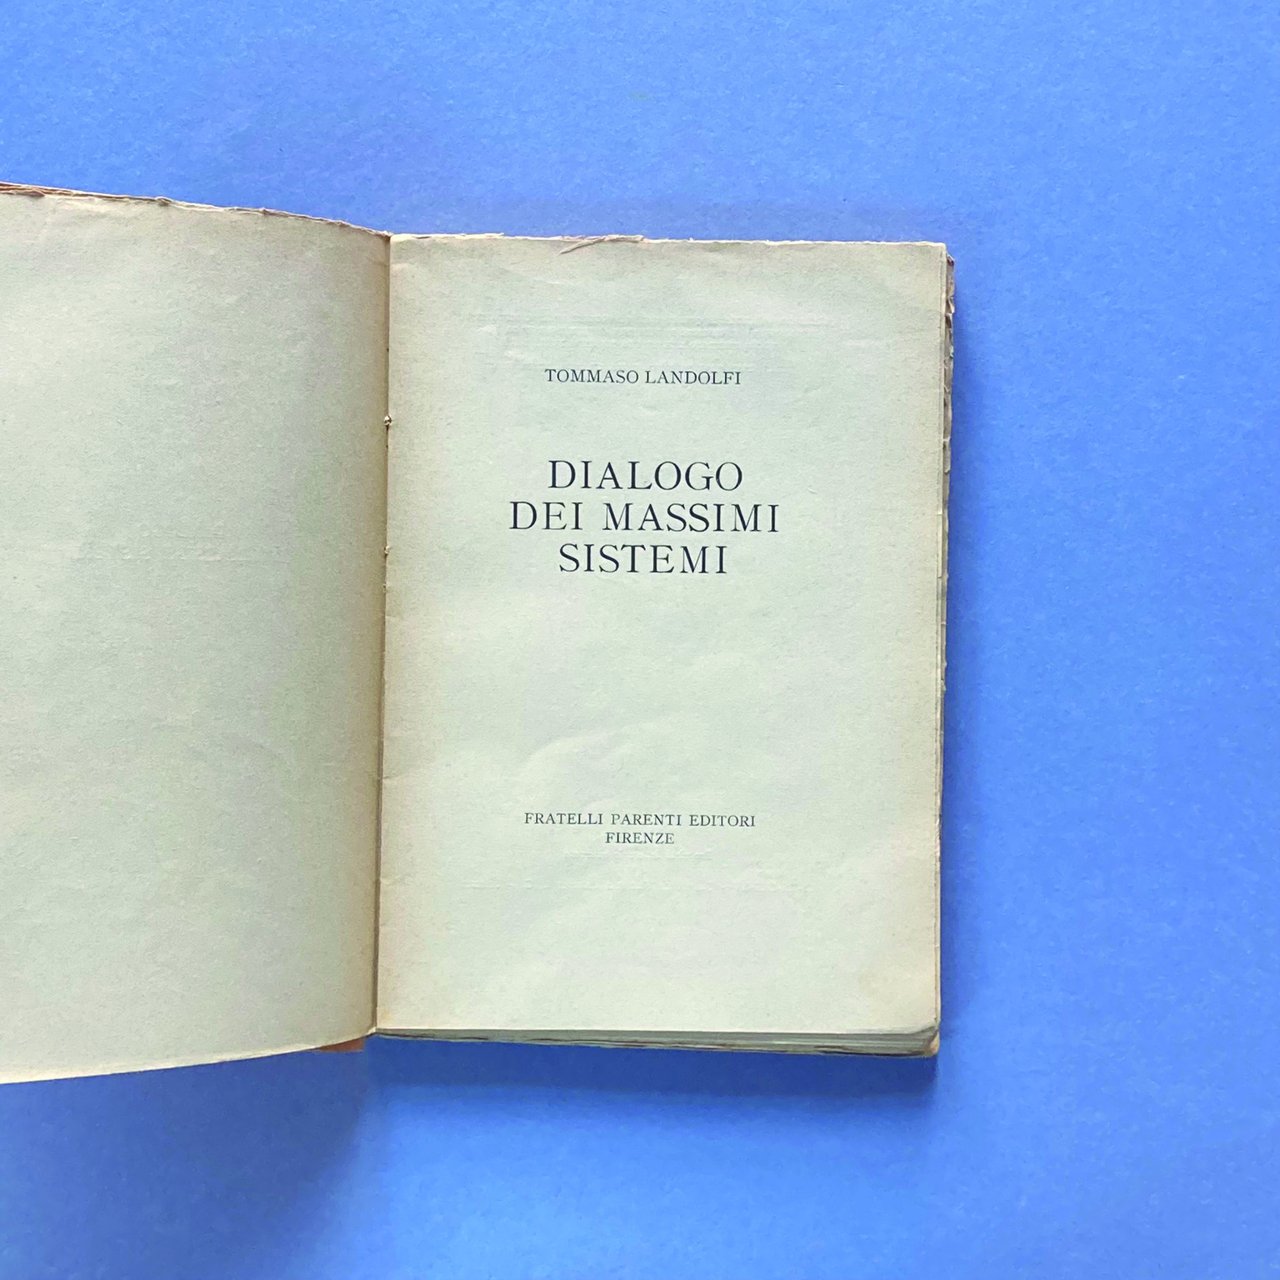 TOMMASO LANDOLFI
DIALOGO
DEI MASSIMI
SISTEMI
FRATELLI PARENTI EDITORI
FIRENZE